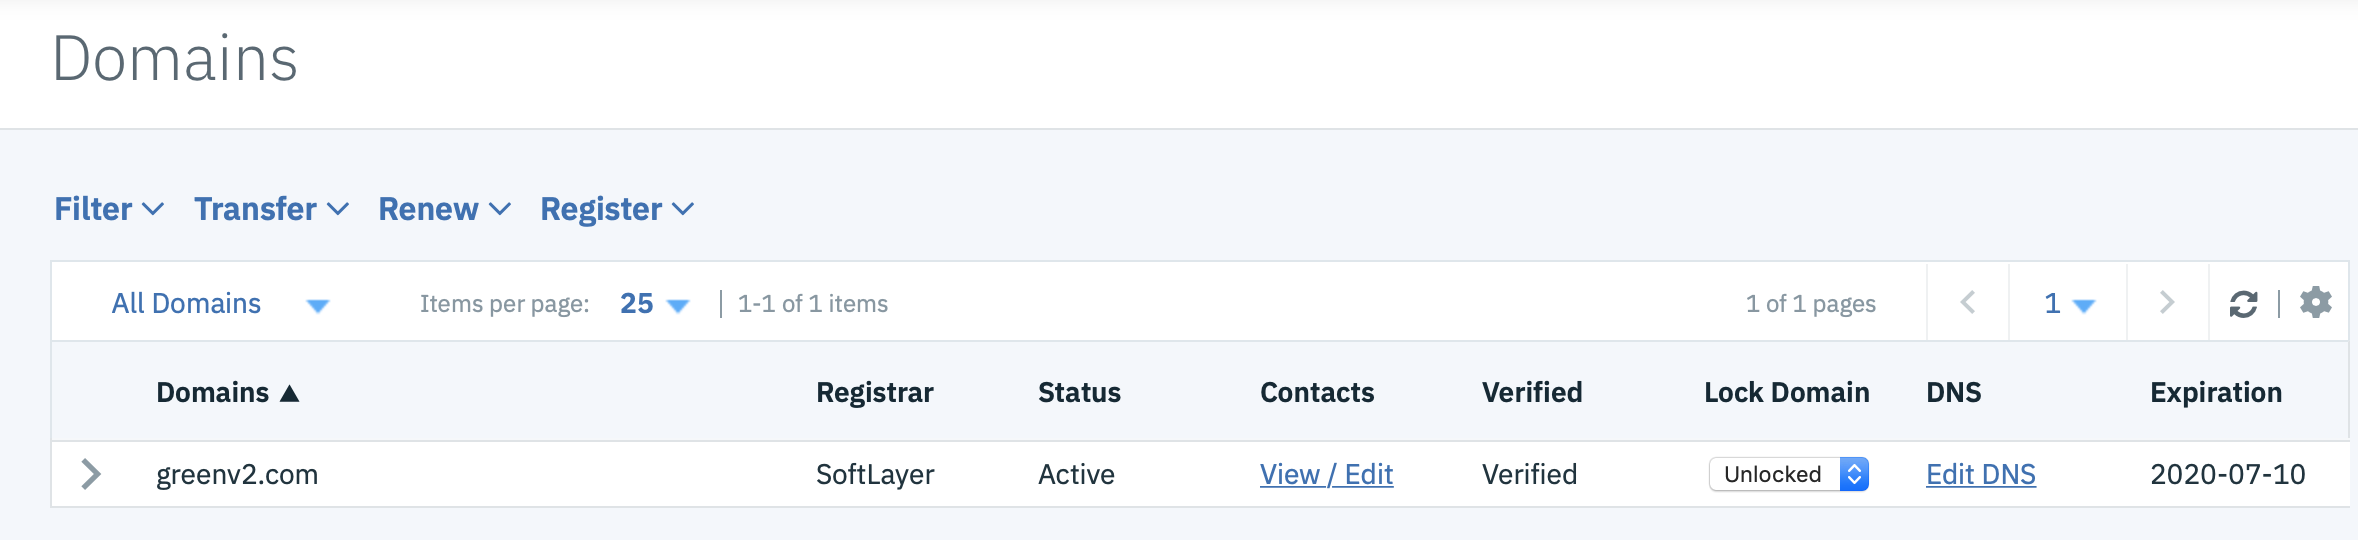 Domains
Filter Transfer Renew Register
All Domains Items per page: 25 | 1-1 of 1 items 1 of 1 pages 1
Domains Registrar Status Contacts Verified Lock Domain DNS Expiration
greenv2.com SoftLayer Active View / Edit Verified Unlocked Edit DNS 2020-07-10